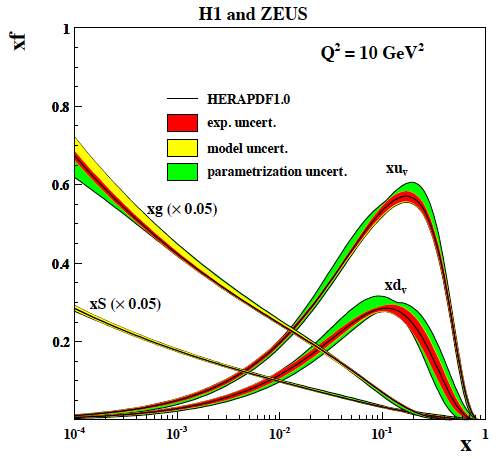 H1 and ZEUS
xf
1
Q² = 10 GeV²
0.8
HERAPDF1.0
exp. uncert.
model uncert.
parametrization uncert.
0.6
xuᵥ
xg (× 0.05)
0.4
xdᵥ
xS (× 0.05)
0.2
10⁻⁴ 10⁻³ 10⁻² 10⁻¹ 1
x